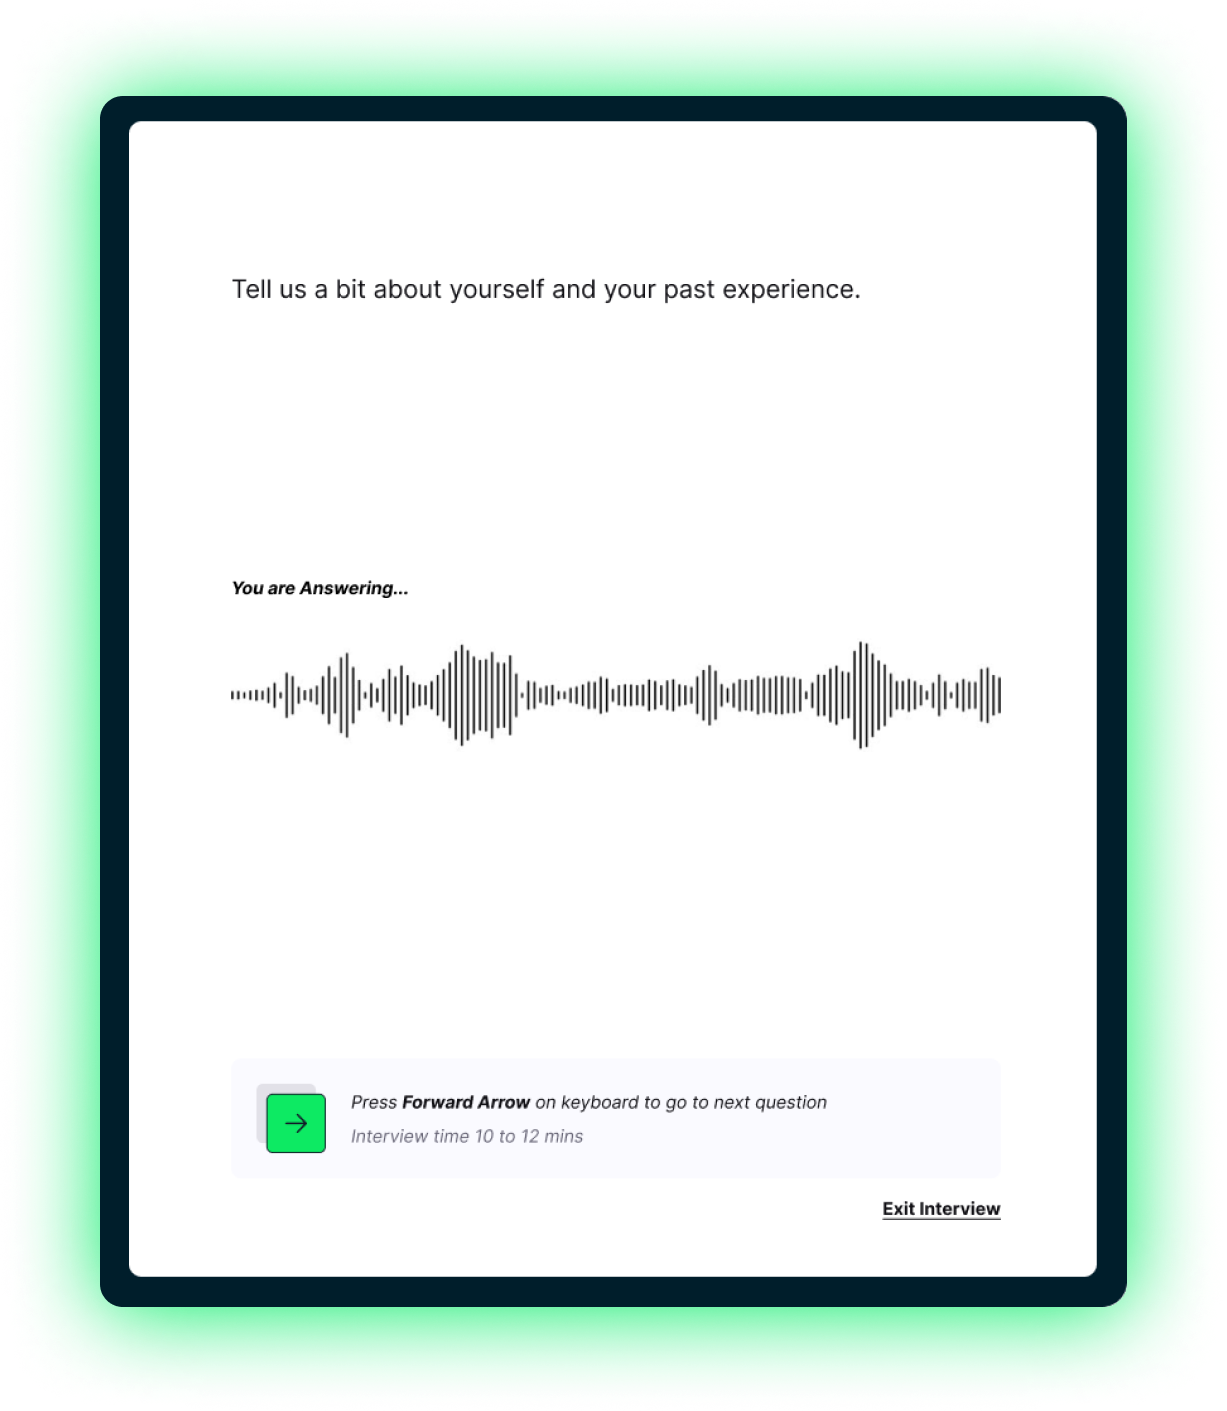 Tell us a bit about yourself and your past experience.
You are Answering...
Press Forward Arrow on keyboard to go to next question
Interview time 10 to 12 mins
Exit Interview